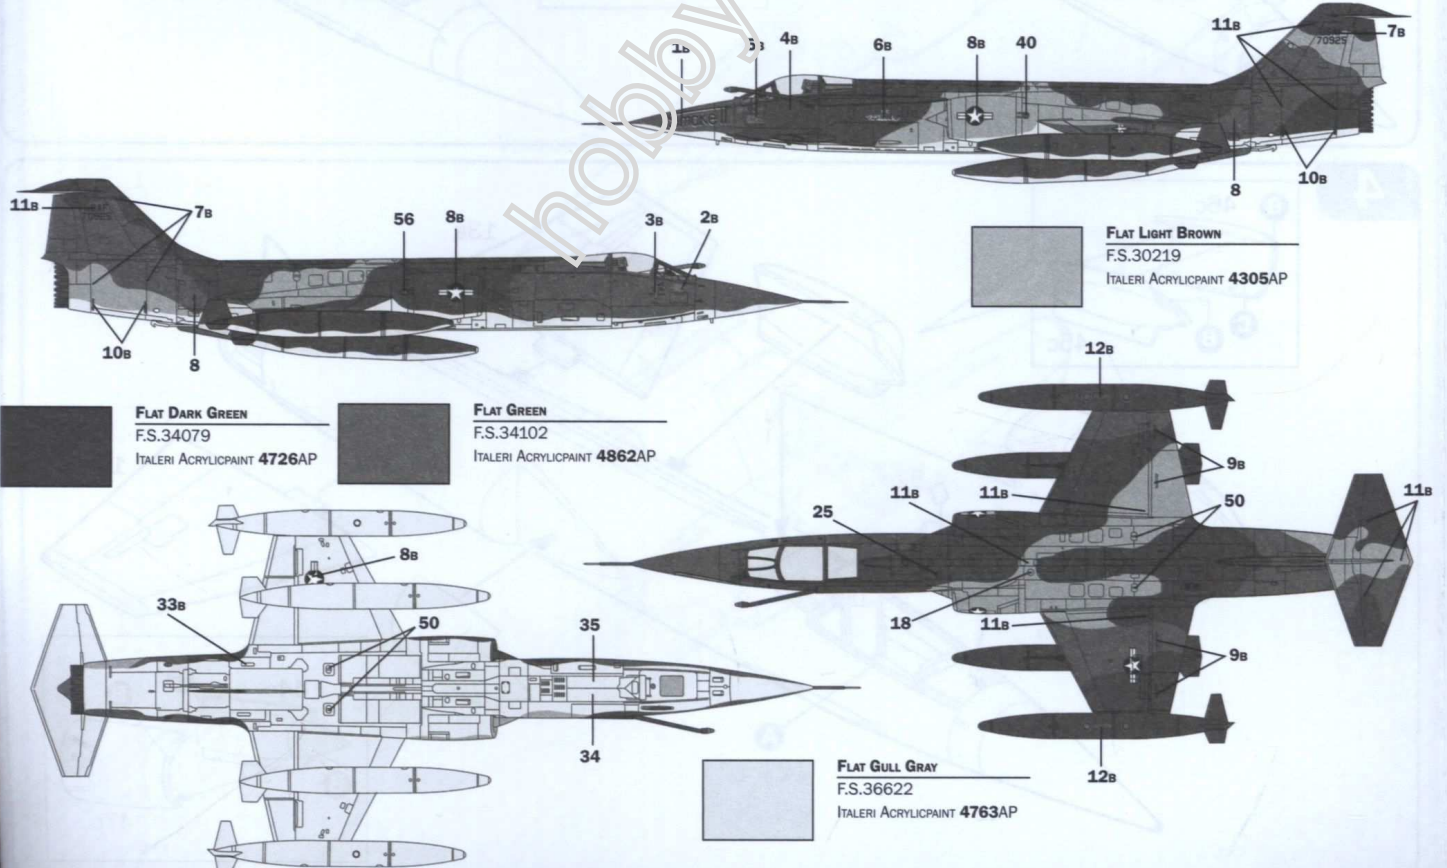 hobby
1B
5B
4B
6B
8B
40
11B
7B
70925
8
10B
11B
70925
7B
56
8B
3B
2B
10B
8
FLAT LIGHT BROWN
F.S.30219
ITALERI ACRYLICPAINT 4305AP
FLAT DARK GREEN
F.S.34079
ITALERI ACRYLICPAINT 4726AP
FLAT GREEN
F.S.34102
ITALERI ACRYLICPAINT 4862AP
12B
9B
11B
11B
50
11B
25
18
11B
9B
12B
8B
33B
50
35
34
FLAT GULL GRAY
F.S.36622
ITALERI ACRYLICPAINT 4763AP